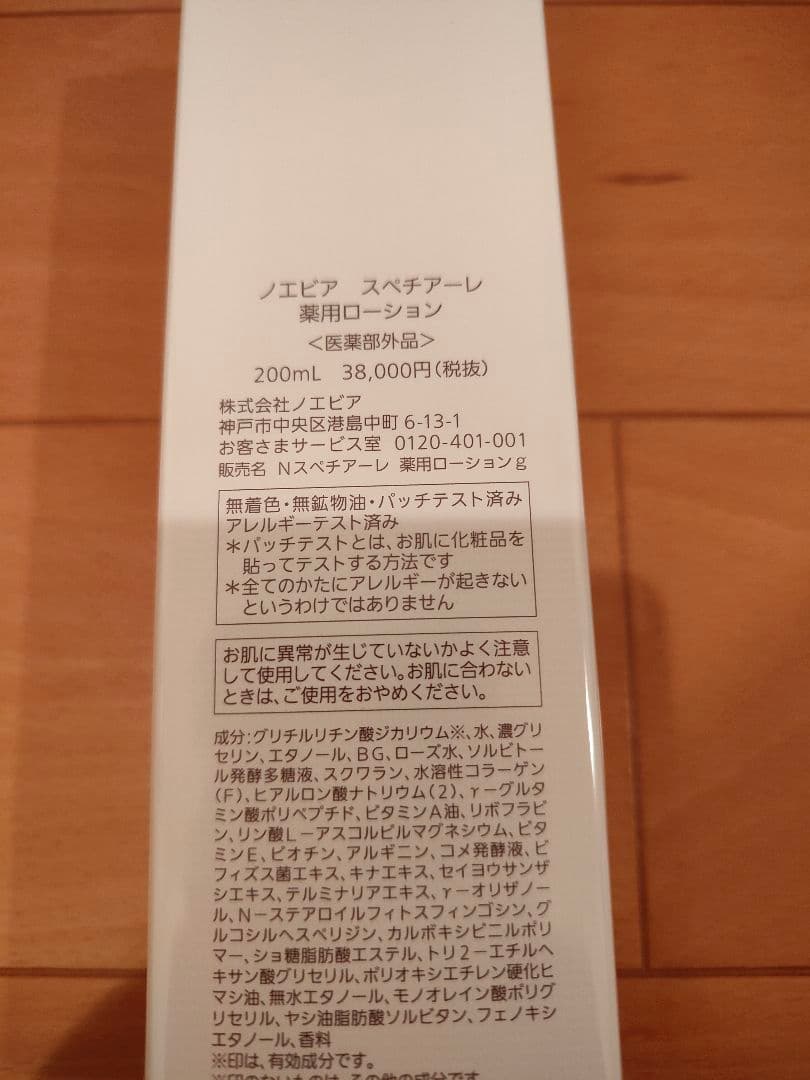 ノエビア　スペチアーレ
薬用ローション
＜医薬部外品＞
200mL　38,000円(税抜)
株式会社ノエビア
神戸市中央区港島中町 6-13-1
お客さまサービス室　0120-401-001
販売名　Nスペチアーレ　薬用ローションg
無着色・無鉱物油・パッチテスト済み
アレルギーテスト済み
＊パッチテストとは、お肌に化粧品を
貼ってテストする方法です
＊全てのかたにアレルギーが起きない
というわけではありません
お肌に異常が生じていないかよく注意
して使用してください。お肌に合わない
ときは、ご使用をおやめください。
成分：グリチルリチン酸ジカリウム※、水、濃グリ
セリン、エタノール、BG、ローズ水、ソルビトー
ル発酵多糖液、スクワラン、水溶性コラーゲン
(F)、ヒアルロン酸ナトリウム(2)、γ－グルタ
ミン酸ポリペプチド、ビタミンA油、リボフラビ
ン、リン酸L－アスコルビルマグネシウム、ビタ
ミンE、ビオチン、アルギニン、コメ発酵液、ビ
フィズス菌エキス、キナエキス、セイヨウサンザ
シエキス、テルミナリアエキス、γ－オリザノー
ル、N－ステアロイルフィトスフィンゴシン、グ
ルコシルヘスペリジン、カルボキシビニルポリ
マー、ショ糖脂肪酸エステル、トリ2－エチルヘ
キサン酸グリセリル、ポリオキシエチレン硬化ヒ
マシ油、無水エタノール、モノオレイン酸ポリグ
リセリル、ヤシ油脂肪酸ソルビタン、フェノキシ
エタノール、香料
※印は、有効成分です。
※印のないものは、その他の成分です